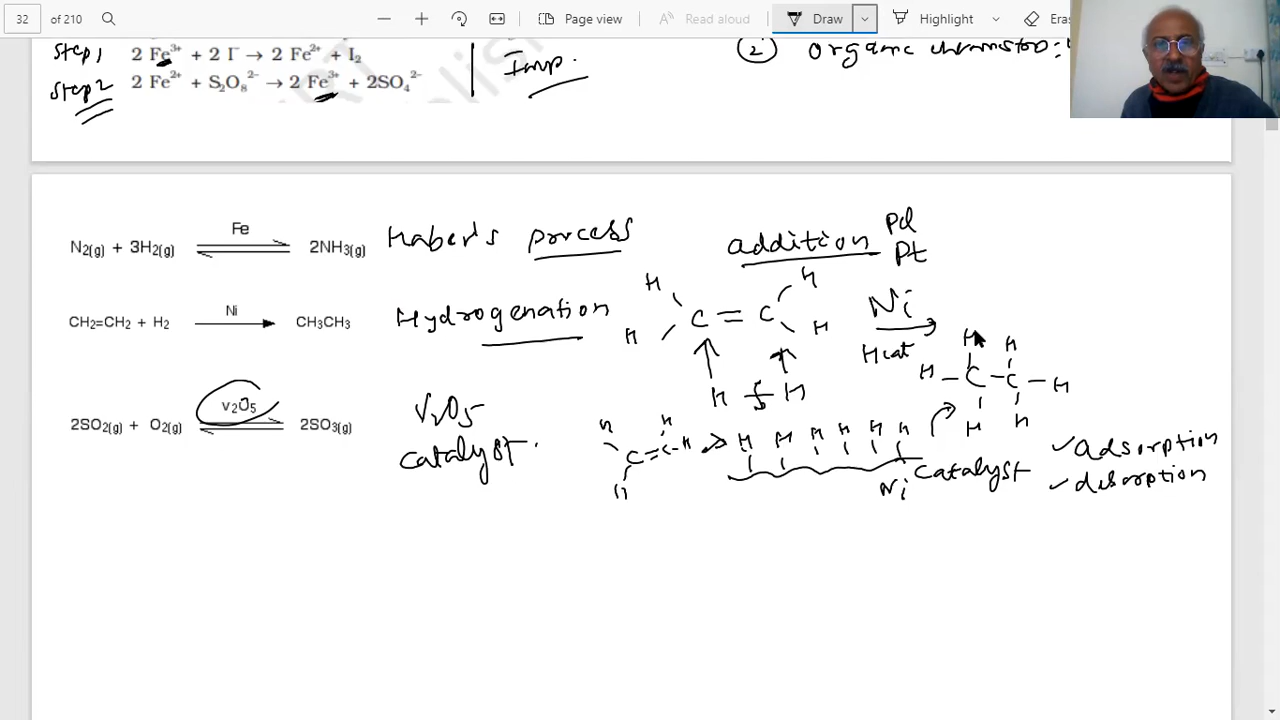 32 of 210
Page view
Read aloud
Draw
Highlight
Eras
Step 1 2 Fe³⁺ + 2 I⁻ → 2 Fe²⁺ + I₂
Step 2 2 Fe²⁺ + S₂O₈²⁻ → 2 Fe³⁺ + 2SO₄²⁻
Imp.
② organic
N₂(g) + 3H₂(g) Fe ⇌ 2NH₃(g) Haber's process
CH₂=CH₂ + H₂ Ni → CH₃CH₃ Hydrogenation
2SO₂(g) + O₂(g) V₂O₅ ⇌ 2SO₃(g) V₂O₅
catalyst.
addition Pd
Pt
H H
C = C
H H
Ni
Heat
H H
H – C – C – H
H H
H H
H C = C – H
H
H H H H H H
Ni catalyst
✓ adsorption
✓ desorption